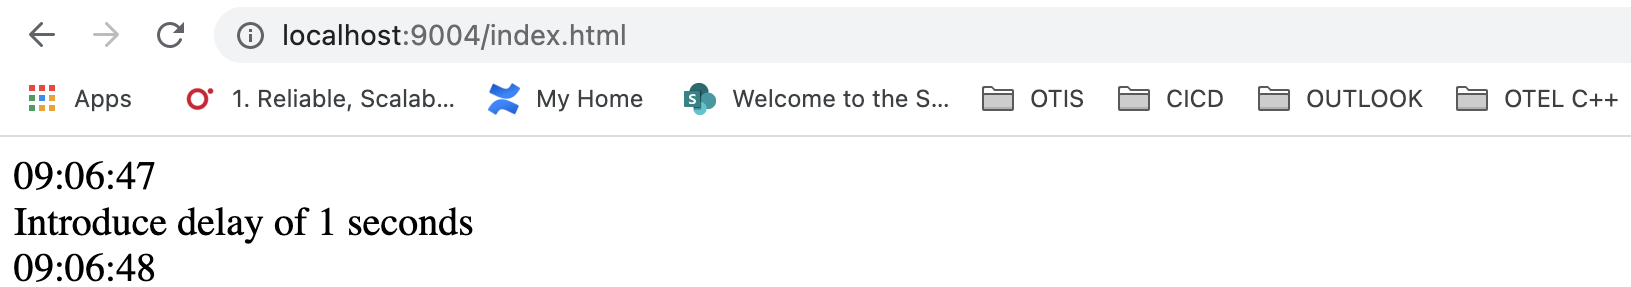 localhost:9004/index.html
Apps 1. Reliable, Scalab... My Home S Welcome to the S... OTIS CICD OUTLOOK OTEL C++
09:06:47
Introduce delay of 1 seconds
09:06:48